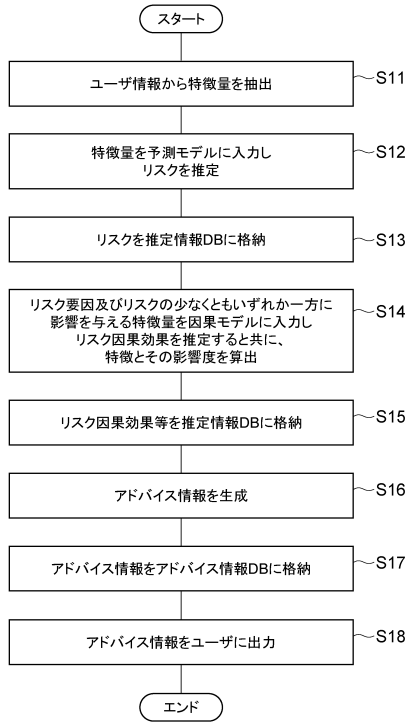 スタート
ユーザ情報から特徴量を抽出
S11
特徴量を予測モデルに入力し
リスクを推定
S12
リスクを推定情報DBに格納
S13
リスク要因及びリスクの少なくともいずれか一方に
影響を与える特徴量を因果モデルに入力し
リスク因果効果を推定すると共に、
特徴とその影響度を算出
S14
リスク因果効果等を推定情報DBに格納
S15
アドバイス情報を生成
S16
アドバイス情報をアドバイス情報DBに格納
S17
アドバイス情報をユーザに出力
S18
エンド